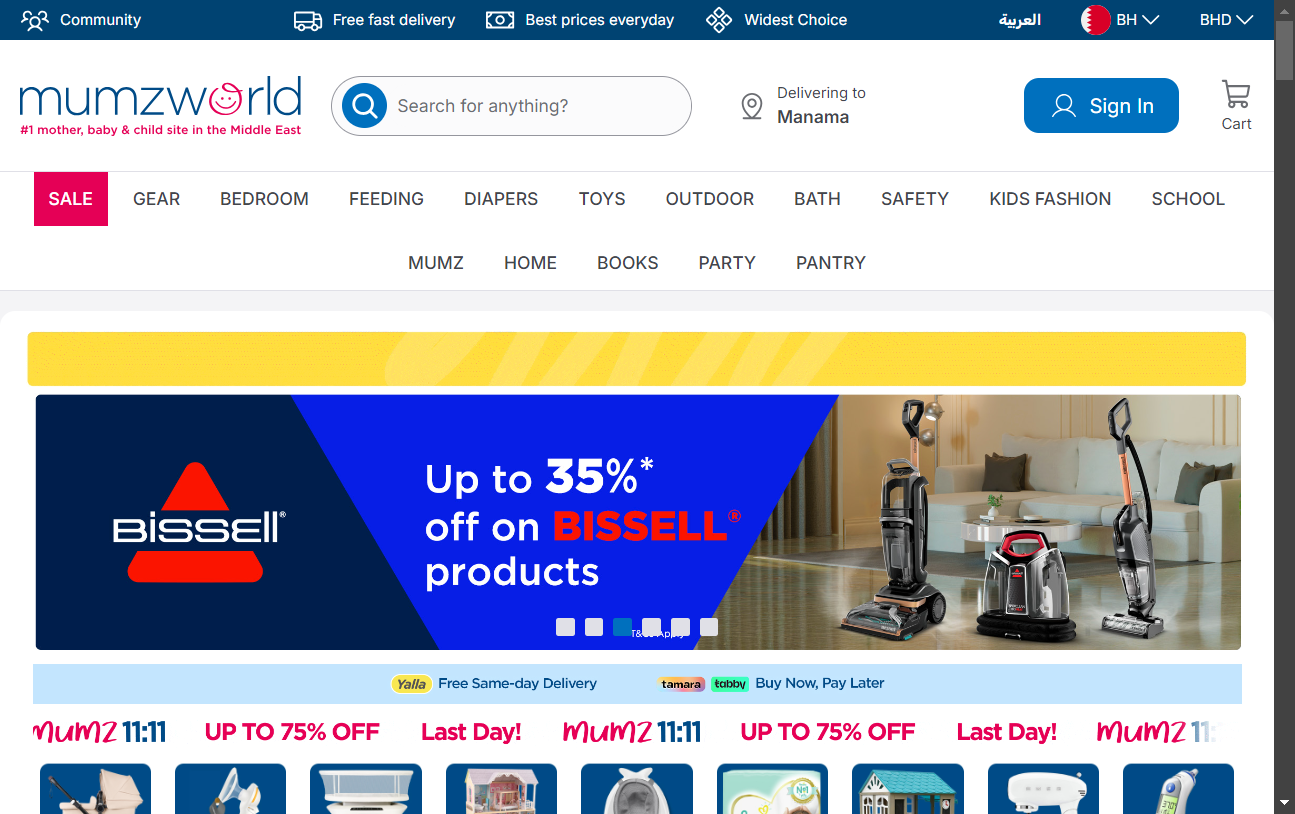 Community
Free fast delivery
Best prices everyday
Widest Choice
العربية
BH
BHD
mumzworld
#1 mother, baby & child site in the Middle East
Search for anything?
Delivering to
Manama
Sign In
Cart
SALE
GEAR
BEDROOM
FEEDING
DIAPERS
TOYS
OUTDOOR
BATH
SAFETY
KIDS FASHION
SCHOOL
MUMZ
HOME
BOOKS
PARTY
PANTRY
BISSELL®
Up to 35%*
off on BISSELL®
products
Yalla Free Same-day Delivery
tamara tabby Buy Now, Pay Later
mumz 11:11 UP TO 75% OFF Last Day! mumz 11:11 UP TO 75% OFF Last Day! mumz 11: